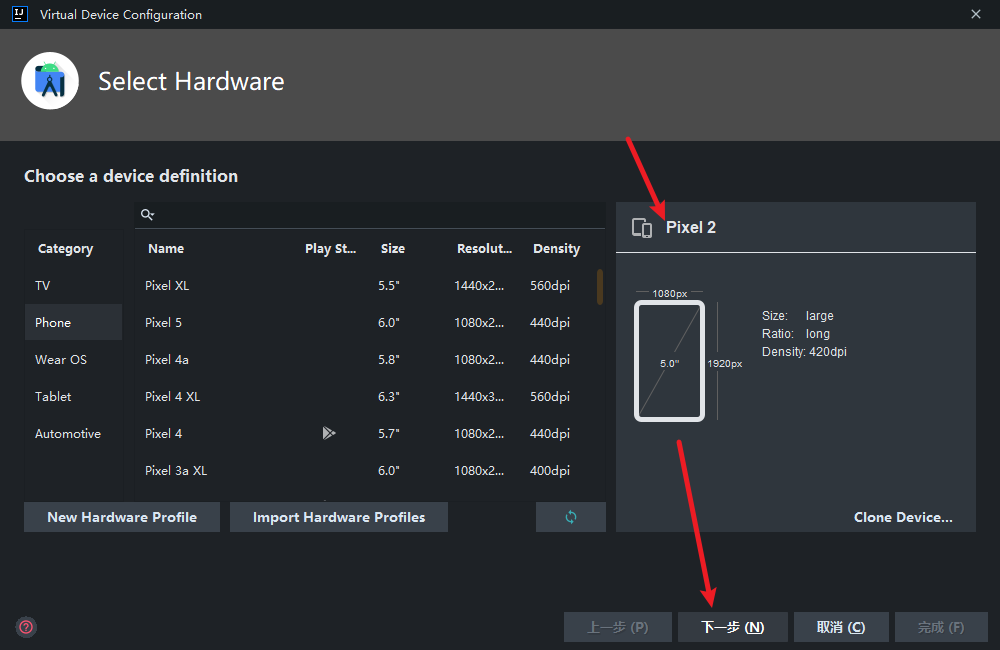 Virtual Device Configuration
Select Hardware
Choose a device definition
Category
TV
Phone
Wear OS
Tablet
Automotive
Name Play St... Size Resolut... Density
Pixel XL 5.5" 1440x2... 560dpi
Pixel 5 6.0" 1080x2... 440dpi
Pixel 4a 5.8" 1080x2... 440dpi
Pixel 4 XL 6.3" 1440x3... 560dpi
Pixel 4 5.7" 1080x2... 440dpi
Pixel 3a XL 6.0" 1080x2... 400dpi
New Hardware Profile Import Hardware Profiles
Pixel 2
1080px
5.0"
1920px
Size: large
Ratio: long
Density: 420dpi
Clone Device...
上一步 (P) 下一步 (N) 取消 (C) 完成 (F)